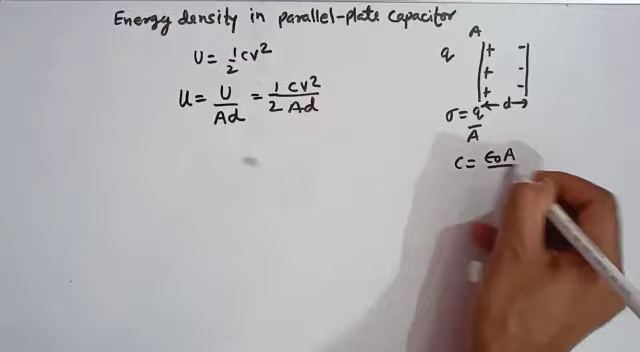 Energy density in parallel-plate capacitor
U = 1/2 CV²
u = U/Ad = 1/2 CV²/Ad
A
q
+ -
+ -
+ -
d
σ = q/A
C = ε₀A